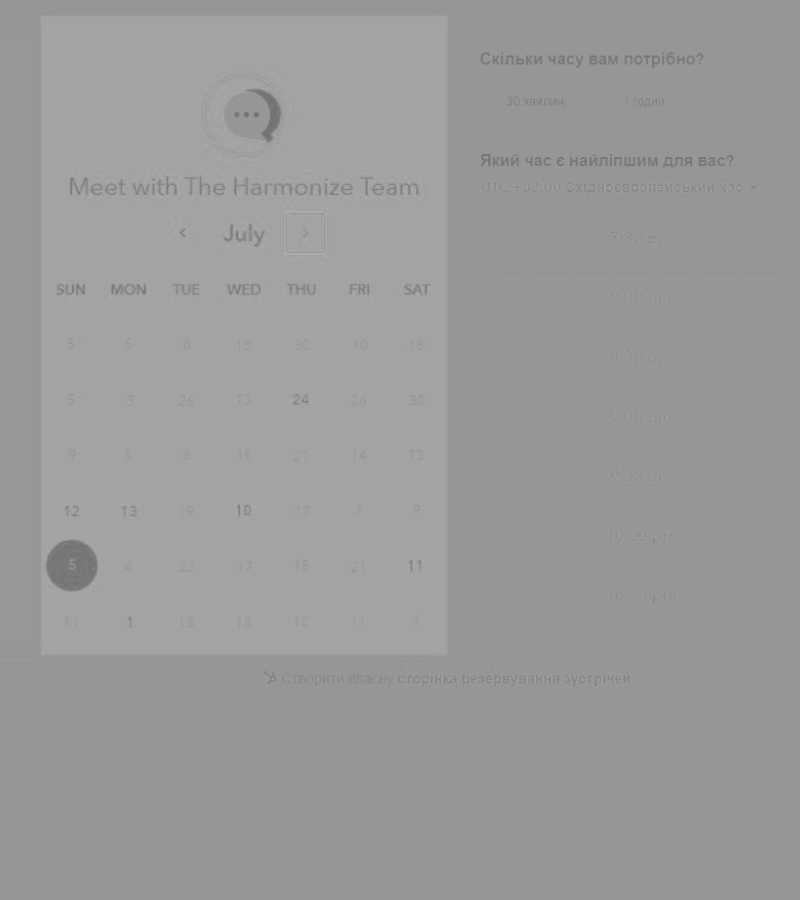 Meet with The Harmonize Team
July
SUN MON TUE WED THU FRI SAT
5 5 8 18 30 10 18
5 3 26 13 24 26 30
9 5 8 15 21 14 13
12 13 19 10 17 7 9
5 4 22 17 15 21 11
11 1 18 18 12 11 1
Скільки часу вам потрібно?
30 хвилин 1 годин
Який час є найліпшим для вас?
UTC +02:00 Східноєвропейський час
7:30 pm
8:30 pm
9:00 pm
9:30 pm
10:00 pm
10:30 pm
Створити власну сторінка резервування зустрічей